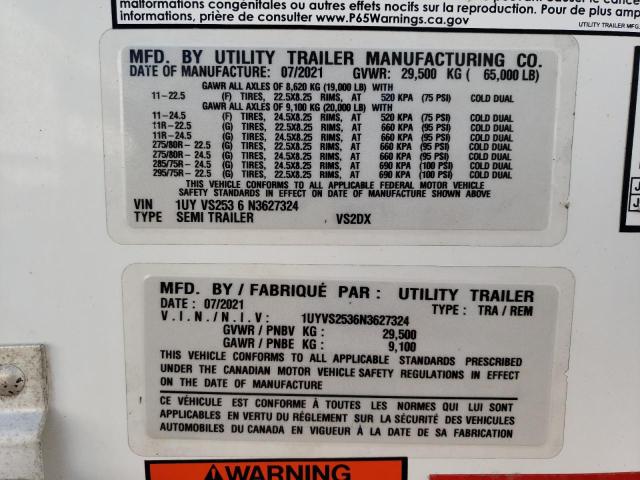 malformations congénitales ou autres effets nocifs sur la reproduction. Pour de plus amp
informations, prière de consulter www.P65Warnings.ca.gov
UTILITY TRAILER MFG.
MFD. BY UTILITY TRAILER MANUFACTURING CO.
DATE OF MANUFACTURE: 07/2021 GVWR: 29,500 KG ( 65,000 LB)
GAWR ALL AXLES OF 8,620 KG (19,000 LB) WITH
11-22.5 (F) TIRES, 22.5X8.25 RIMS, AT 520 KPA (75 PSI) COLD DUAL
GAWR ALL AXLES OF 9,100 KG (20,000 LB) WITH
11-24.5 (F) TIRES, 24.5X8.25 RIMS, AT 520 KPA (75 PSI) COLD DUAL
11R-22.5 (G) TIRES, 22.5X8.25 RIMS, AT 660 KPA (95 PSI) COLD DUAL
11R-24.5 (G) TIRES, 24.5X8.25 RIMS, AT 660 KPA (95 PSI) COLD DUAL
275/80R-22.5 (G) TIRES, 22.5X8.25 RIMS, AT 660 KPA (95 PSI) COLD DUAL
275/80R-24.5 (G) TIRES, 24.5X8.25 RIMS, AT 660 KPA (95 PSI) COLD DUAL
285/75R-24.5 (G) TIRES, 24.5X8.25 RIMS, AT 690 KPA (100 PSI) COLD DUAL
295/75R-22.5 (G) TIRES, 22.5X8.25 RIMS, AT 690 KPA (100 PSI) COLD DUAL
THIS VEHICLE CONFORMS TO ALL APPLICABLE FEDERAL MOTOR VEHICLE
SAFETY STANDARDS IN EFFECT ON DATE OF MANUFACTURE SHOWN ABOVE
VIN 1UY VS253 6 N3627324
TYPE SEMI TRAILER VS2DX
MFD. BY / FABRIQUÉ PAR: UTILITY TRAILER
DATE : 07/2021 TYPE : TRA / REM
V.I.N./N.I.V: 1UYVS2536N3627324
GVWR / PNBV KG : 29,500
GAWR / PNBE KG : 9,100
THIS VEHICLE CONFORMS TO ALL APPLICABLE STANDARDS PRESCRIBED
UNDER THE CANADIAN MOTOR VEHICLE SAFETY REGULATIONS IN EFFECT
ON THE DATE OF MANUFACTURE
CE VÉHICULE EST CONFORME À TOUTES LES NORMES QUI LUI SONT
APPLICABLES EN VERTU DU RÈGLEMENT SUR LA SÉCURITÉ DES VEHICULES
AUTOMOBILES DU CANADA EN VIGUEUR À LA DATE DE SA FABRICATION
WARNING